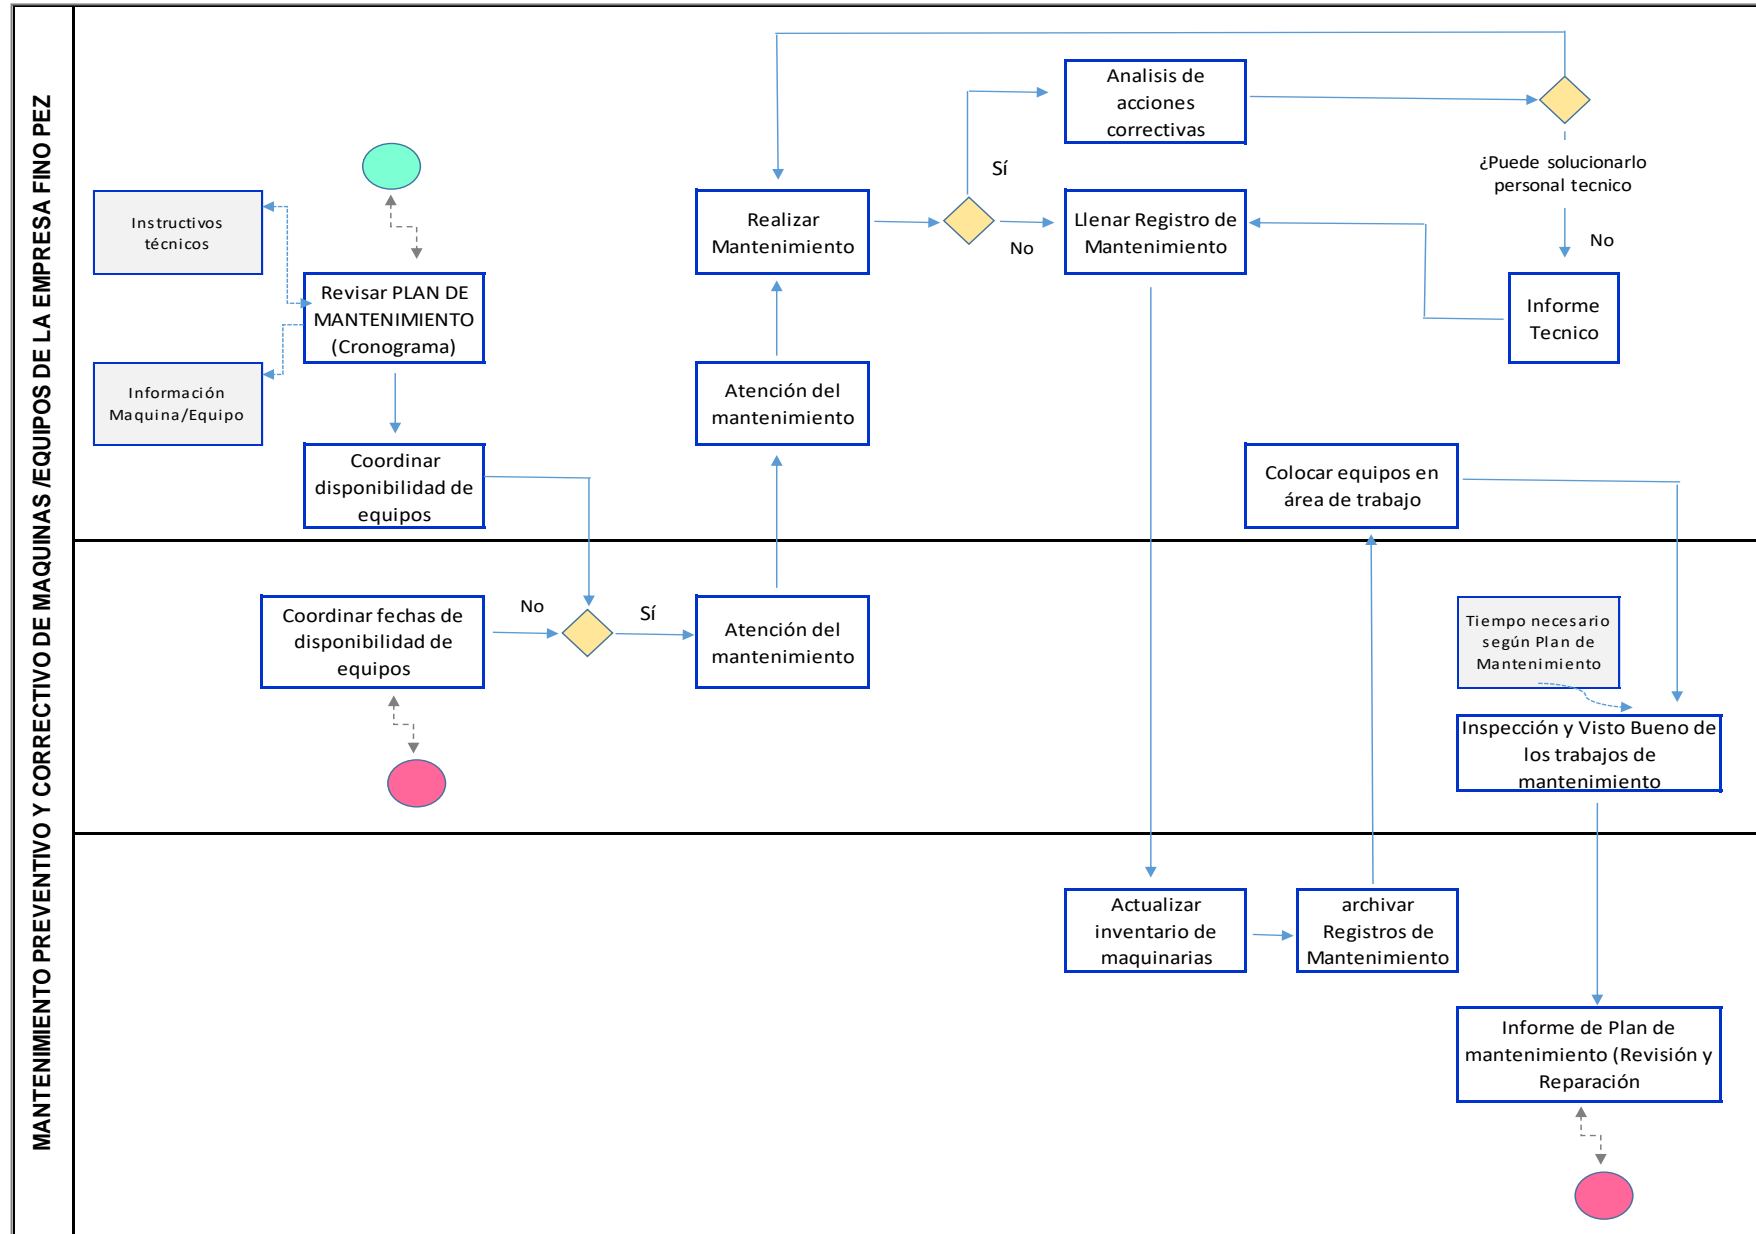 MANTENIMIENTO PREVENTIVO Y CORRECTIVO DE MAQUINAS /EQUIPOS DE LA EMPRESA FINO PEZ
Instructivos
técnicos
Información
Maquina/Equipo
Revisar PLAN DE
MANTENIMIENTO
(Cronograma)
Coordinar
disponibilidad de
equipos
Realizar
Mantenimiento
Atención del
mantenimiento
Sí
No
Analisis de
acciones
correctivas
Llenar Registro de
Mantenimiento
¿Puede solucionarlo
personal tecnico
No
Informe
Tecnico
Colocar equipos en
área de trabajo
Coordinar fechas de
disponibilidad de
equipos
No
Sí
Atención del
mantenimiento
Tiempo necesario
según Plan de
Mantenimiento
Inspección y Visto Bueno de
los trabajos de
mantenimiento
Actualizar
inventario de
maquinarias
archivar
Registros de
Mantenimiento
Informe de Plan de
mantenimiento (Revisión y
Reparación